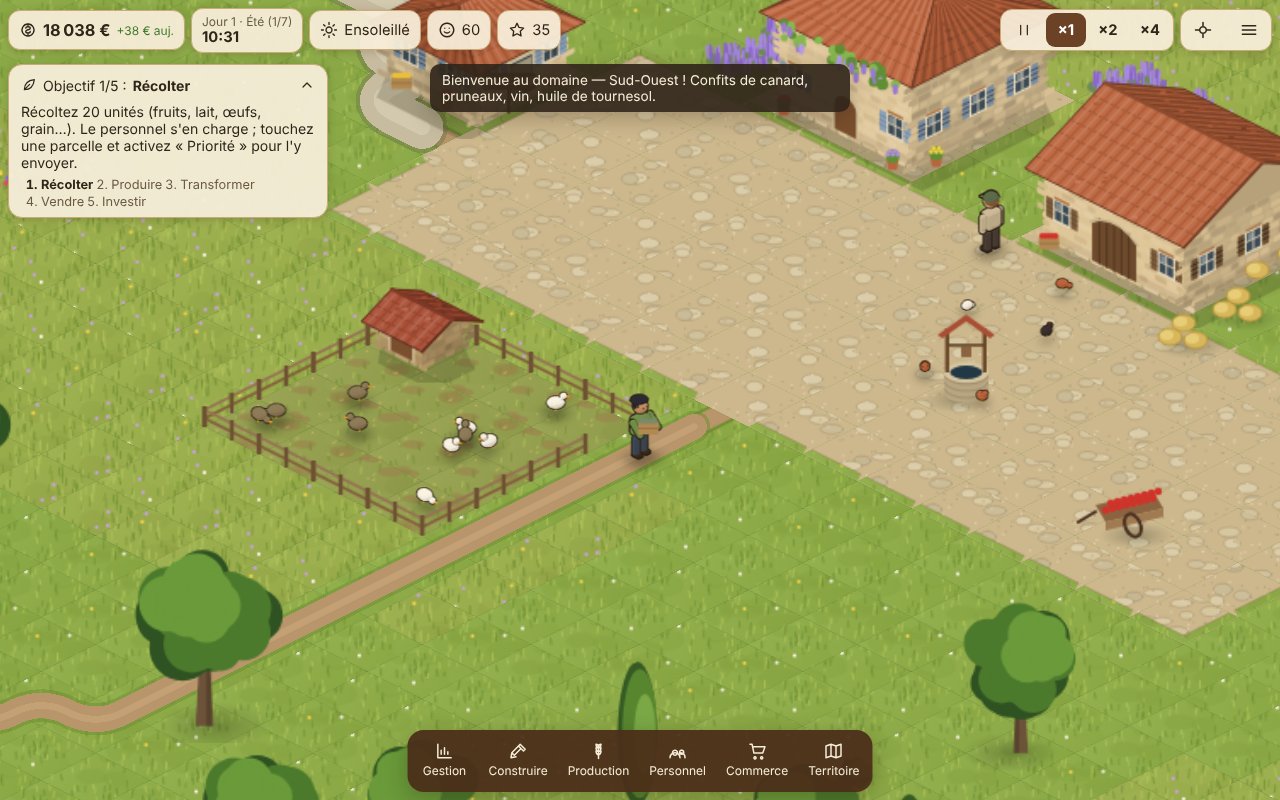 18 038 € +38 € auj.
Jour 1 · Été (1/7)
10:31
Ensoleillé
60
35
×1
×2
×4
Objectif 1/5 : Récolter
Récoltez 20 unités (fruits, lait, œufs,
grain…). Le personnel s'en charge ; touchez
une parcelle et activez « Priorité » pour l'y
envoyer.
1. Récolter 2. Produire 3. Transformer
4. Vendre 5. Investir
Bienvenue au domaine — Sud-Ouest ! Confits de canard,
pruneaux, vin, huile de tournesol.
Gestion
Construire
Production
Personnel
Commerce
Territoire